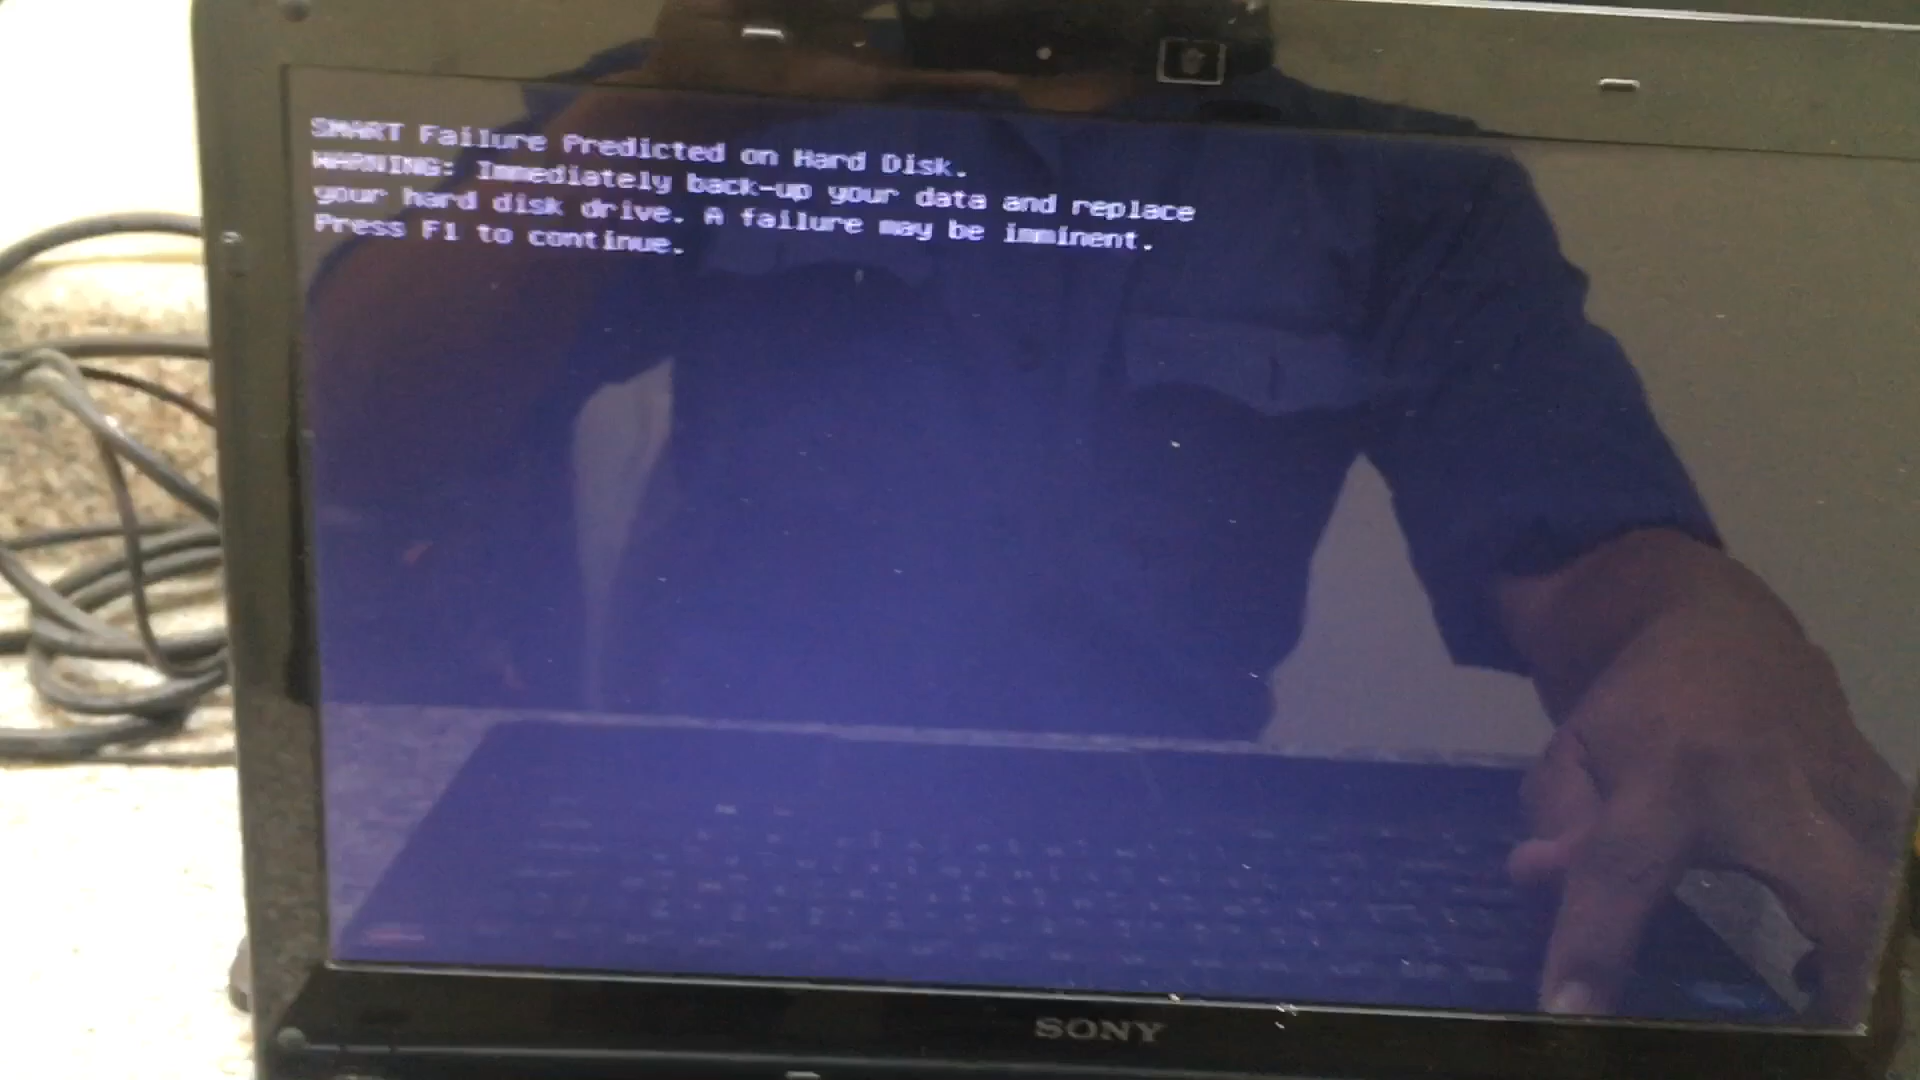 SMART Failure Predicted on Hard Disk.
WARNING: Immediately back-up your data and replace
your hard disk drive. A failure may be imminent.
Press F1 to continue.
SONY